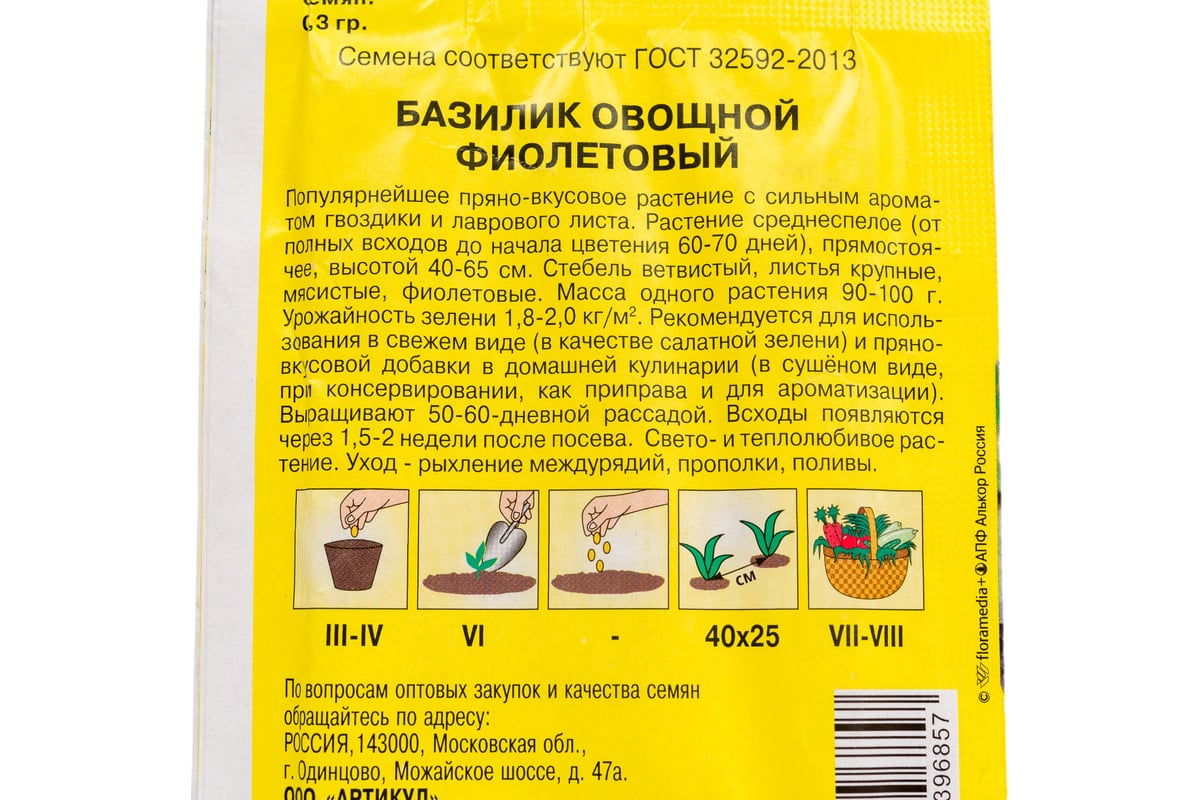 3 гр.
Семена соответствуют ГОСТ 32592-2013
БАЗИЛИК ОВОЩНОЙ
ФИОЛЕТОВЫЙ
Популярнейшее пряно-вкусовое растение с сильным арома-
том гвоздики и лаврового листа. Растение среднеспелое (от
полных всходов до начала цветения 60-70 дней), прямостоя-
чее, высотой 40-65 см. Стебель ветвистый, листья крупные,
мясистые, фиолетовые. Масса одного растения 90-100 г.
Урожайность зелени 1,8-2,0 кг/м². Рекомендуется для исполь-
зования в свежем виде (в качестве салатной зелени) и пряно-
вкусовой добавки в домашней кулинарии (в сушёном виде,
при консервировании, как приправа и для ароматизации).
Выращивают 50-60-дневной рассадой. Всходы появляются
через 1,5-2 недели после посева. Свето- и теплолюбивое рас-
тение. Уход - рыхление междурядий, прополки, поливы.
см
III-IV VI - 40х25 VII-VIII
По вопросам оптовых закупок и качества семян
обращайтесь по адресу:
РОССИЯ, 143000, Московская обл.,
г. Одинцово, Можайское шоссе, д. 47а.
ООО «АРТИКУЛ»
396857
© floramedia + АПФ Алькор Россия